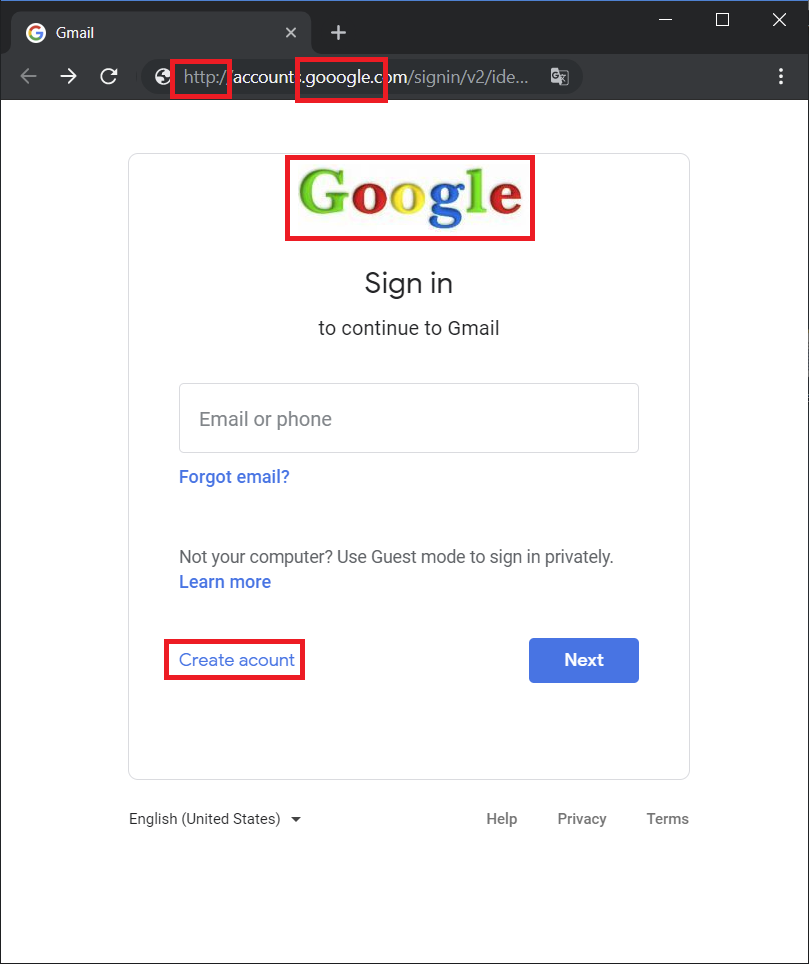 Gmail
http://accounts.gooogle.com/signin/v2/ide...
Google
Sign in
to continue to Gmail
Email or phone
Forgot email?
Not your computer? Use Guest mode to sign in privately.
Learn more
Create acount
Next
English (United States)
Help Privacy Terms